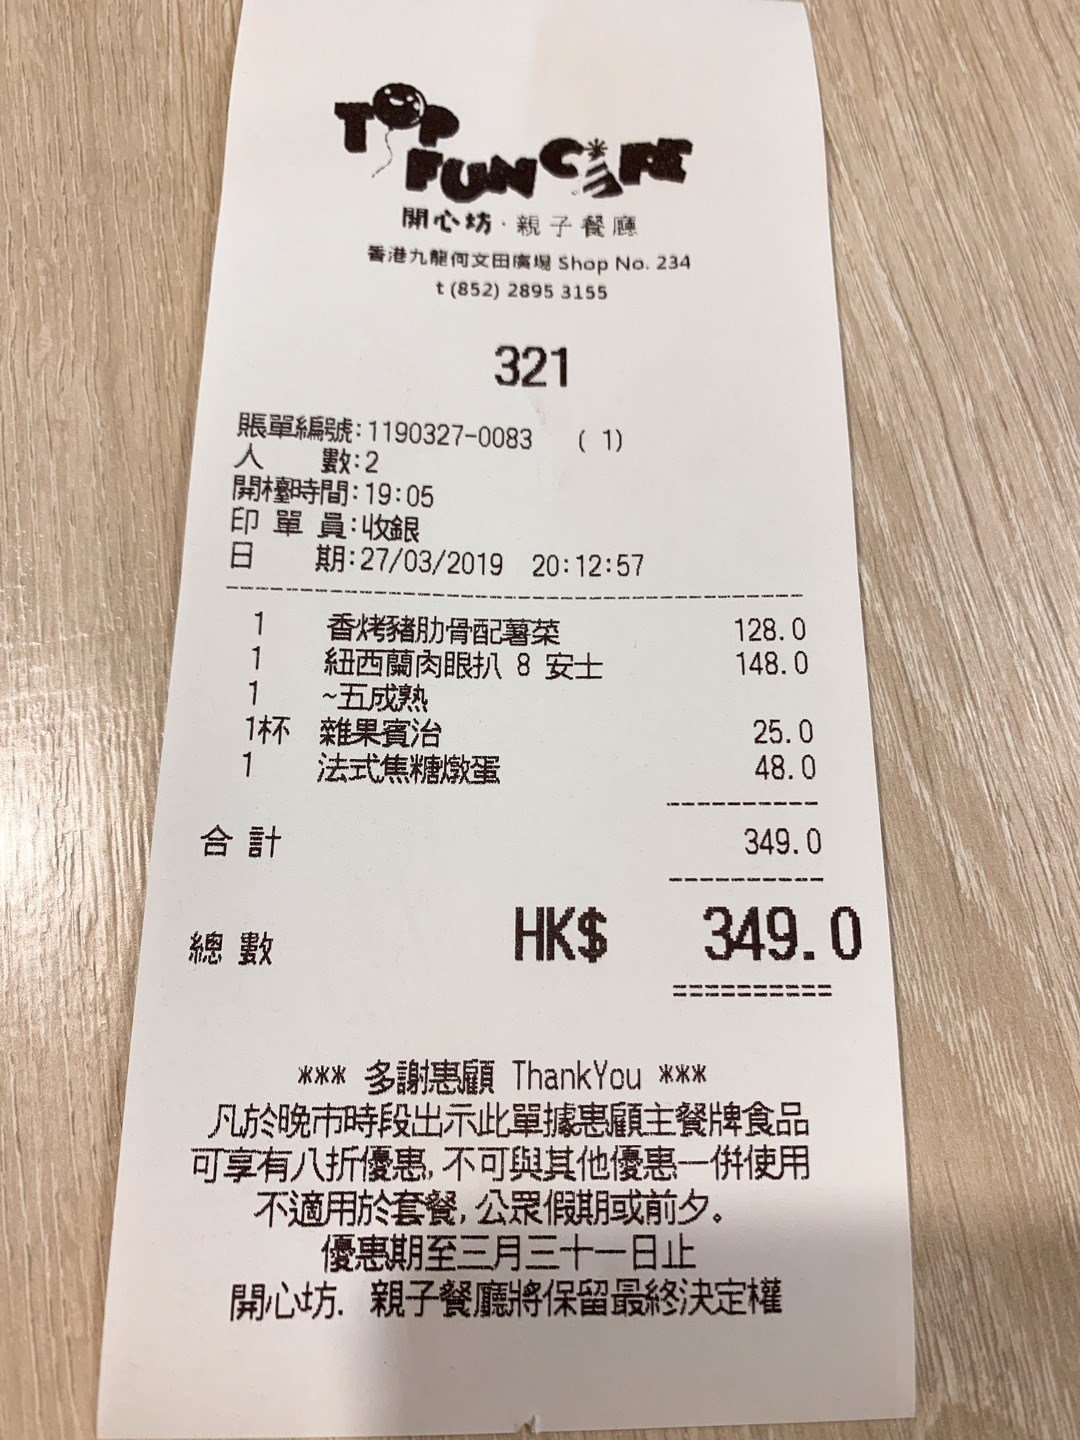 TOP
FUN CAFE
開心坊·親子餐廳
香港九龍何文田廣場 Shop No. 234
t (852) 2895 3155
321
賬單編號:1190327-0083 ( 1)
人 數:2
開檯時間:19:05
印 單 員:收銀
日 期:27/03/2019 20:12:57
1 香烤豬肋骨配薯菜 128.0
1 紐西蘭肉眼扒 8 安士 148.0
1 ~五成熟
1杯 雜果賓治 25.0
1 法式焦糖燉蛋 48.0
合 計 349.0
總 數 HK$ 349.0
==========
*** 多謝惠顧 ThankYou ***
凡於晚市時段出示此單據惠顧主餐牌食品
可享有八折優惠,不可與其他優惠一併使用
不適用於套餐,公眾假期或前夕。
優惠期至三月三十一日止
開心坊. 親子餐廳將保留最終決定權